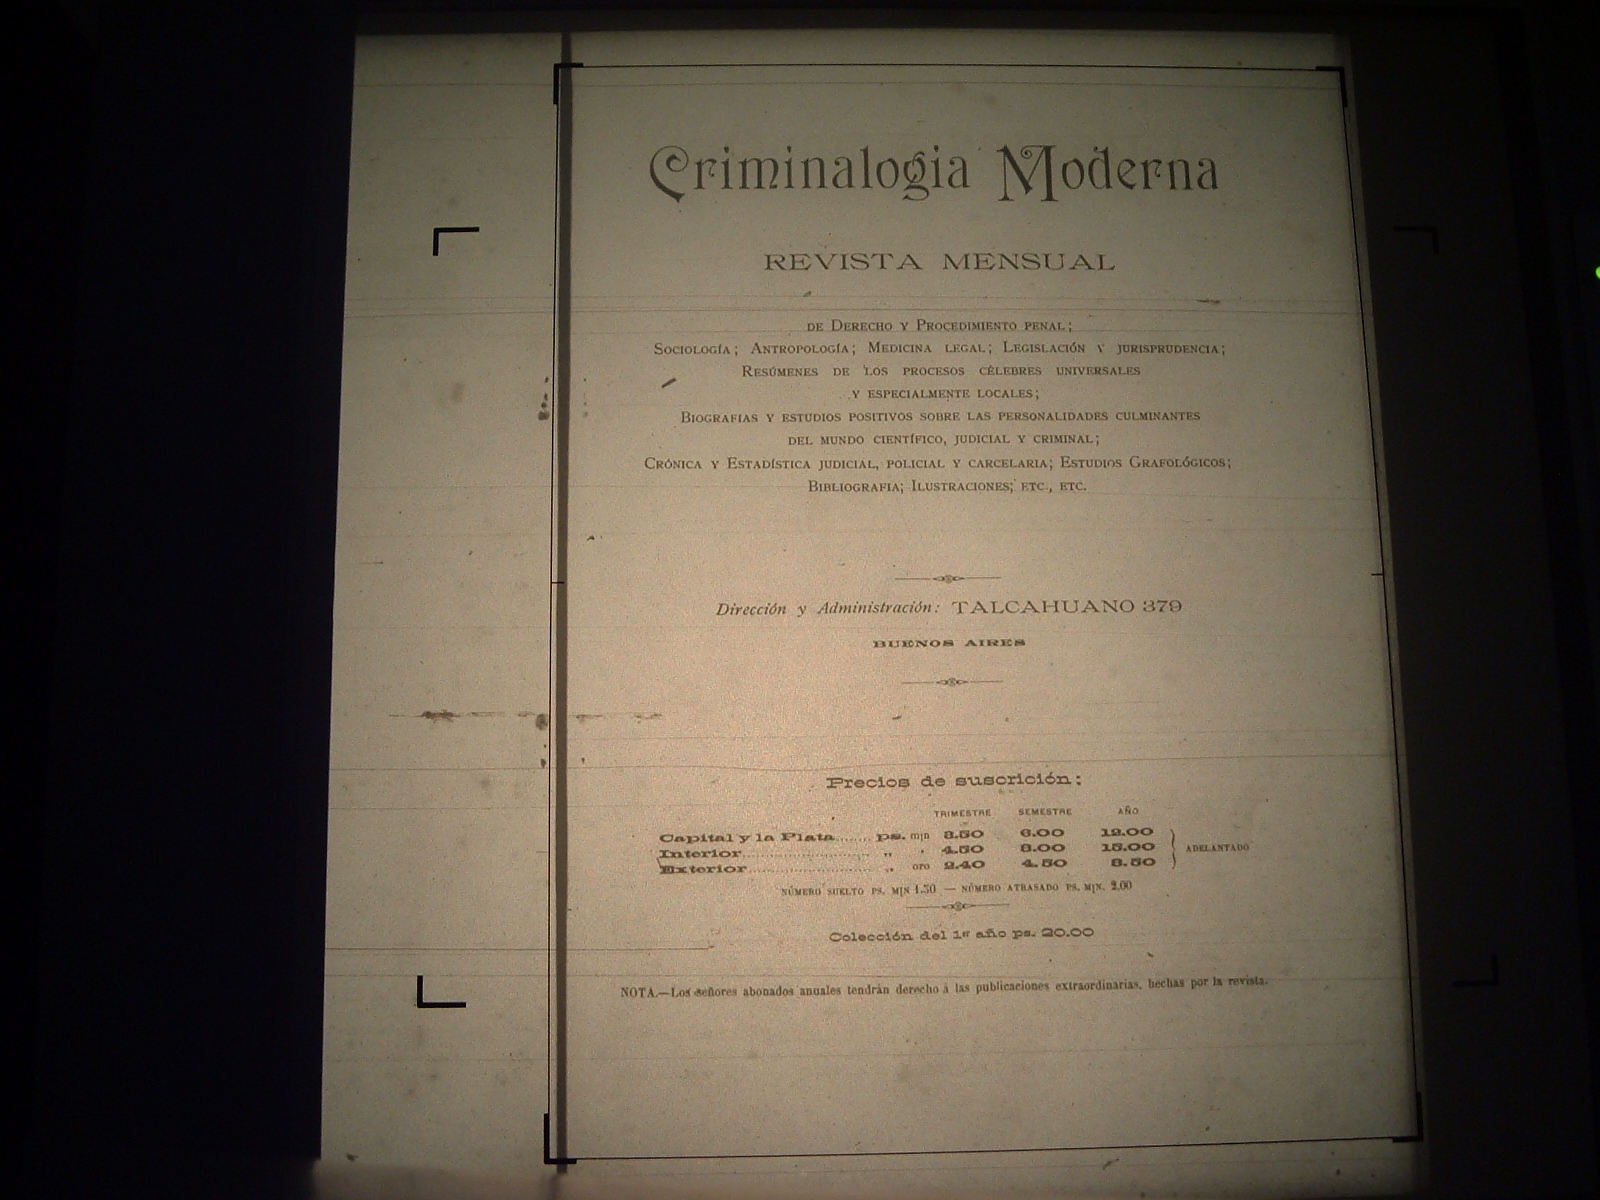 Criminalogia Moderna
REVISTA MENSUAL
DE DERECHO Y PROCEDIMIENTO PENAL;
SOCIOLOGÍA; ANTROPOLOGÍA; MEDICINA LEGAL; LEGISLACIÓN Y JURISPRUDENCIA;
RESÚMENES DE LOS PROCESOS CÉLEBRES UNIVERSALES
Y ESPECIALMENTE LOCALES;
BIOGRAFIAS Y ESTUDIOS POSITIVOS SOBRE LAS PERSONALIDADES CULMINANTES
DEL MUNDO CIENTÍFICO, JUDICIAL Y CRIMINAL;
CRÓNICA Y ESTADÍSTICA JUDICIAL, POLICIAL Y CARCELARIA; ESTUDIOS GRAFOLÓGICOS;
BIBLIOGRAFIA; ILUSTRACIONES; ETC., ETC.
Dirección y Administración: TALCAHUANO 379
BUENOS AIRES
Precios de suscrición:
TRIMESTRE SEMESTRE AÑO
Capital y la Plata........ ps. m|n 3.50 6.00 12.00
Interior................................ „ „ 4.50 8.00 15.00 ADELANTADO
Exterior............................... „ oro 2.40 4.50 8.50
NÚMERO SUELTO PS. M|N 1.50 — NÚMERO ATRASADO PS. M|N. 2.00
Colección del 1er año ps. 20.00
NOTA.—Los señores abonados anuales tendrán derecho á las publicaciones extraordinarias, hechas por la revista.